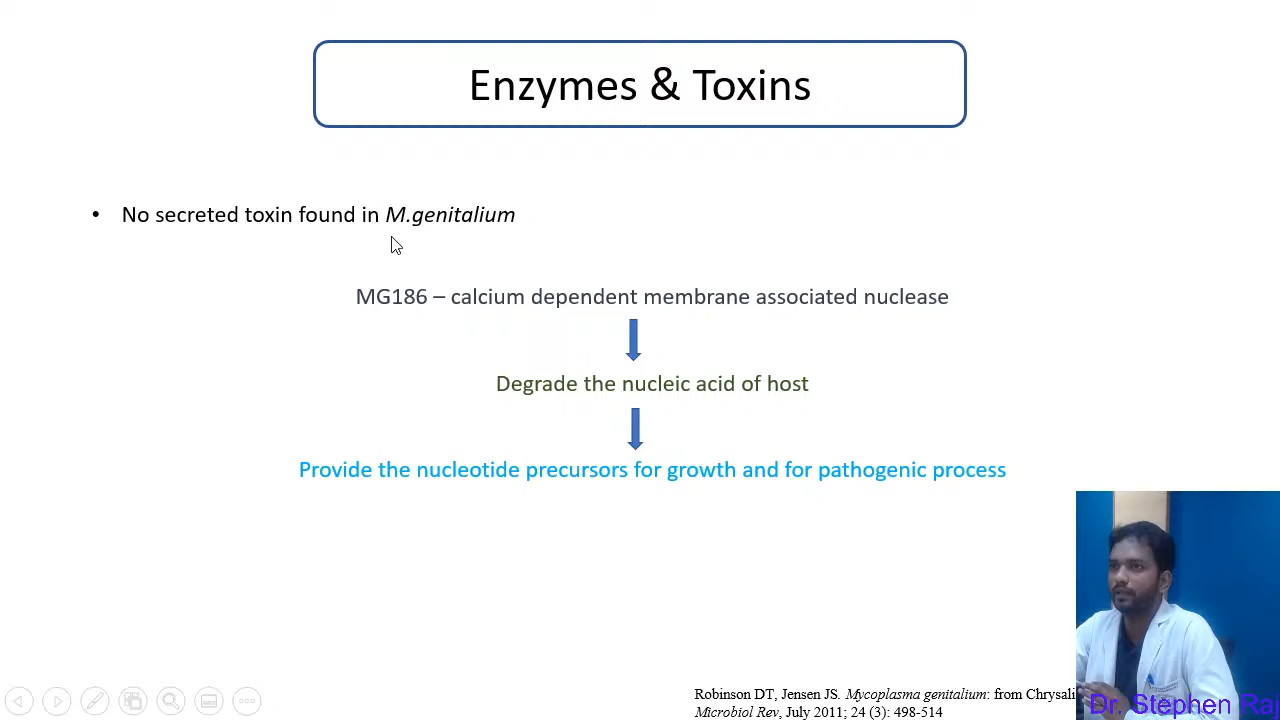 Enzymes & Toxins
• No secreted toxin found in M.genitalium
MG186 – calcium dependent membrane associated nuclease
Degrade the nucleic acid of host
Provide the nucleotide precursors for growth and for pathogenic process
Robinson DT, Jensen JS. Mycoplasma genitalium: from Chrysali
Microbiol Rev, July 2011; 24 (3): 498-514
Dr. Stephen Raj